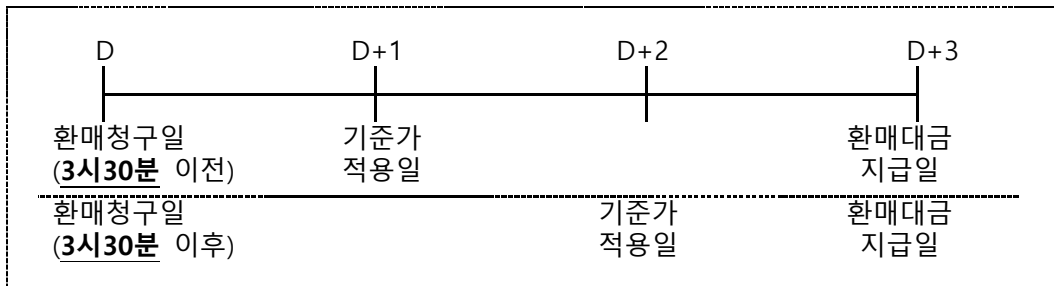 D D+1 D+2 D+3
환매청구일 기준가 환매대금
(3시30분 이전) 적용일 지급일
환매청구일 기준가 환매대금
(3시30분 이후) 적용일 지급일